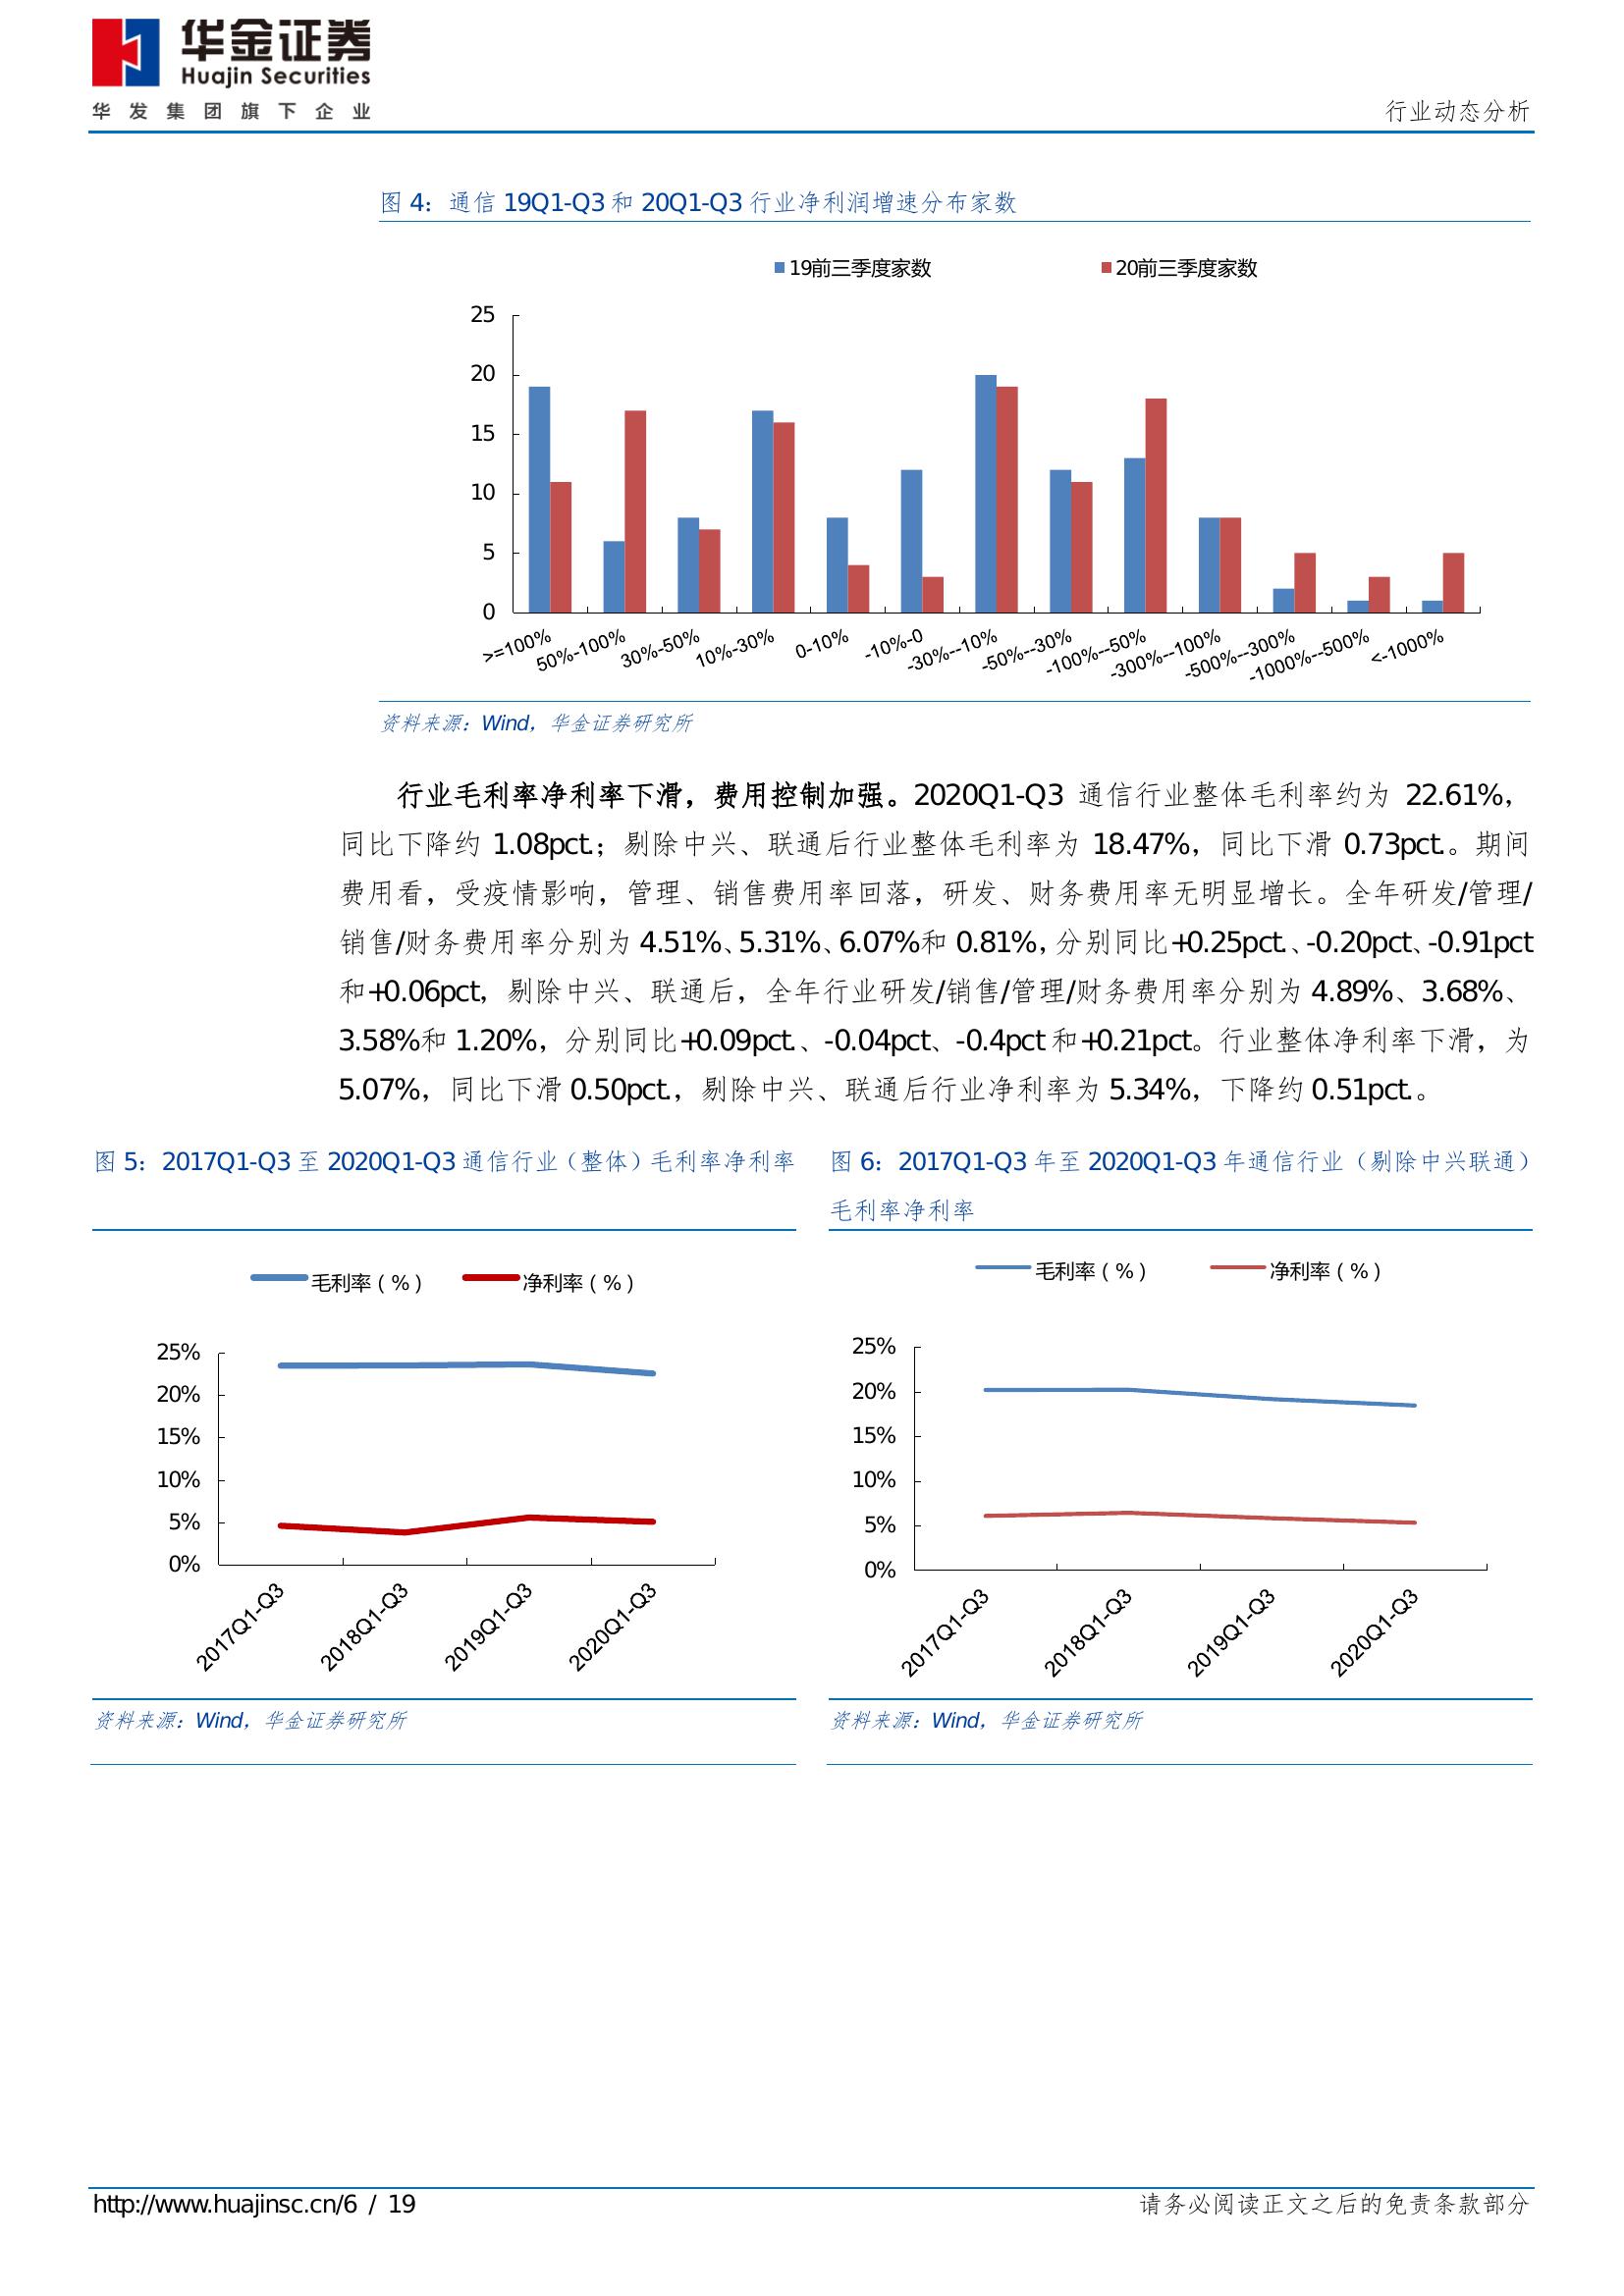 华金证券
Huajin Securities
华发集团旗下企业
行业动态分析
图 4：通信 19Q1-Q3 和 20Q1-Q3 行业净利润增速分布家数
19前三季度家数 20前三季度家数
25
20
15
10
5
0
>=100% 50%-100% 30%-50% 10%-30% 0-10% -10%-0 -30%--10% -50%--30% -100%--50% -300%--100% -500%--300% -1000%--500% <-1000%
资料来源：Wind，华金证券研究所
行业毛利率净利率下滑，费用控制加强。2020Q1-Q3 通信行业整体毛利率约为 22.61%，
同比下降约 1.08pct.；剔除中兴、联通后行业整体毛利率为 18.47%，同比下滑 0.73pct.。期间
费用看，受疫情影响，管理、销售费用率回落，研发、财务费用率无明显增长。全年研发/管理/
销售/财务费用率分别为 4.51%、5.31%、6.07%和 0.81%，分别同比+0.25pct.、-0.20pct、-0.91pct
和+0.06pct，剔除中兴、联通后，全年行业研发/销售/管理/财务费用率分别为 4.89%、3.68%、
3.58%和 1.20%，分别同比+0.09pct.、-0.04pct、-0.4pct 和+0.21pct。行业整体净利率下滑，为
5.07%，同比下滑 0.50pct.，剔除中兴、联通后行业净利率为 5.34%，下降约 0.51pct.。
图 5：2017Q1-Q3 至 2020Q1-Q3 通信行业（整体）毛利率净利率
毛利率（%） 净利率（%）
25%
20%
15%
10%
5%
0%
2017Q1-Q3 2018Q1-Q3 2019Q1-Q3 2020Q1-Q3
资料来源：Wind，华金证券研究所
图 6：2017Q1-Q3 年至 2020Q1-Q3 年通信行业（剔除中兴联通）
毛利率净利率
毛利率（%） 净利率（%）
25%
20%
15%
10%
5%
0%
2017Q1-Q3 2018Q1-Q3 2019Q1-Q3 2020Q1-Q3
资料来源：Wind，华金证券研究所
http://www.huajinsc.cn/6 / 19
请务必阅读正文之后的免责条款部分